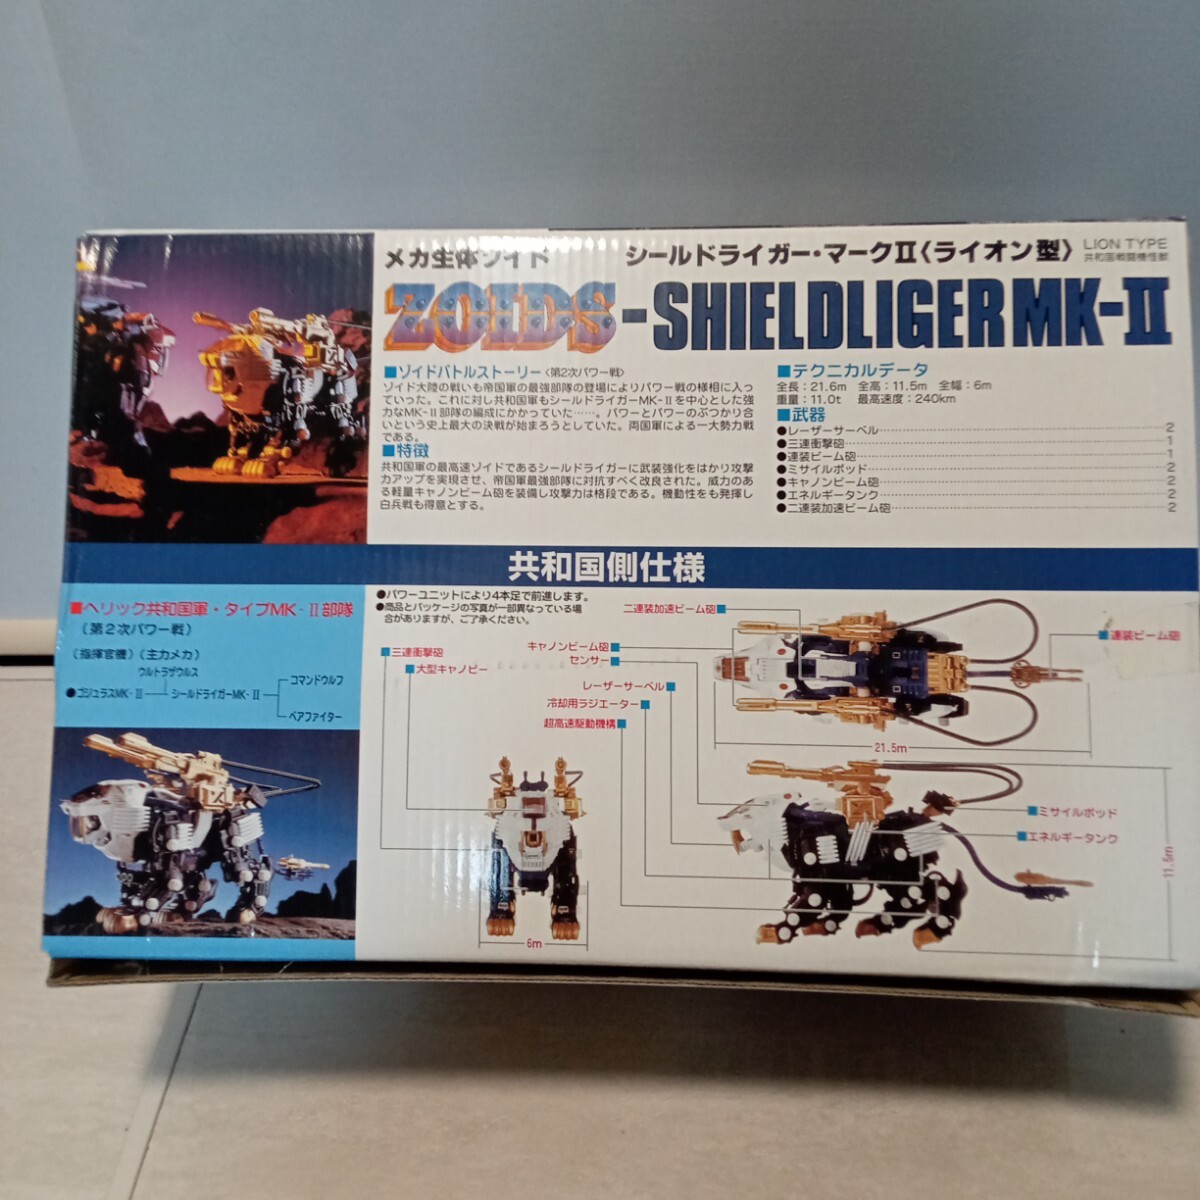 メカ生体ゾイド
シールドライガー・マークⅡ〈ライオン型〉
LION TYPE
共和国戦闘機怪獣
ZOIDS-SHIELDLIGER MK-Ⅱ
■ゾイドバトルストーリー〈第2次パワー戦〉
ゾイド大陸の戦いも帝国軍の最強部隊の登場によりパワー戦の様相に入っ
ていった。これに対し共和国軍もシールドライガーMK-Ⅱを中心とした強
力なMK-Ⅱ部隊の編成にかかっていた……。パワーとパワーのぶつかり合
いという史上最大の決戦が始まろうとしていた。両国軍による一大勢力戦
である。
■特徴
共和国軍の最高速ゾイドであるシールドライガーに武装強化をはかり攻撃
力アップを実現させ、帝国軍最強部隊に対抗すべく改良された。威力のあ
る軽量キャノンビーム砲を装備し攻撃力は格段である。機動性をも発揮し
白兵戦も得意とする。
■テクニカルデータ
全長：21.6m 全高：11.5m 全幅：6m
重量：11.0t 最高速度：240km
■武器
●レーザーサーベル……2
●三連衝撃砲……1
●連装ビーム砲……1
●ミサイルポッド……2
●キャノンビーム砲……2
●エネルギータンク……2
●二連装加速ビーム砲……2
共和国側仕様
■ヘリック共和国軍・タイプMK-Ⅱ部隊
（第2次パワー戦）
（指揮官機）（主力メカ）
ウルトラザウルス
●ゴジュラスMK-Ⅱ シールドライガーMK-Ⅱ
コマンドウルフ
ベアファイター
●パワーユニットにより4本足で前進します。
●商品とパッケージの写真が一部異なっている場
合がありますが、ご了承ください。
三連衝撃砲
大型キャノピー
二連装加速ビーム砲
キャノンビーム砲
センサー
レーザーサーベル
冷却用ラジエーター
超高速駆動機構
連装ビーム砲
21.5m
ミサイルポッド
エネルギータンク
11.5m
6m